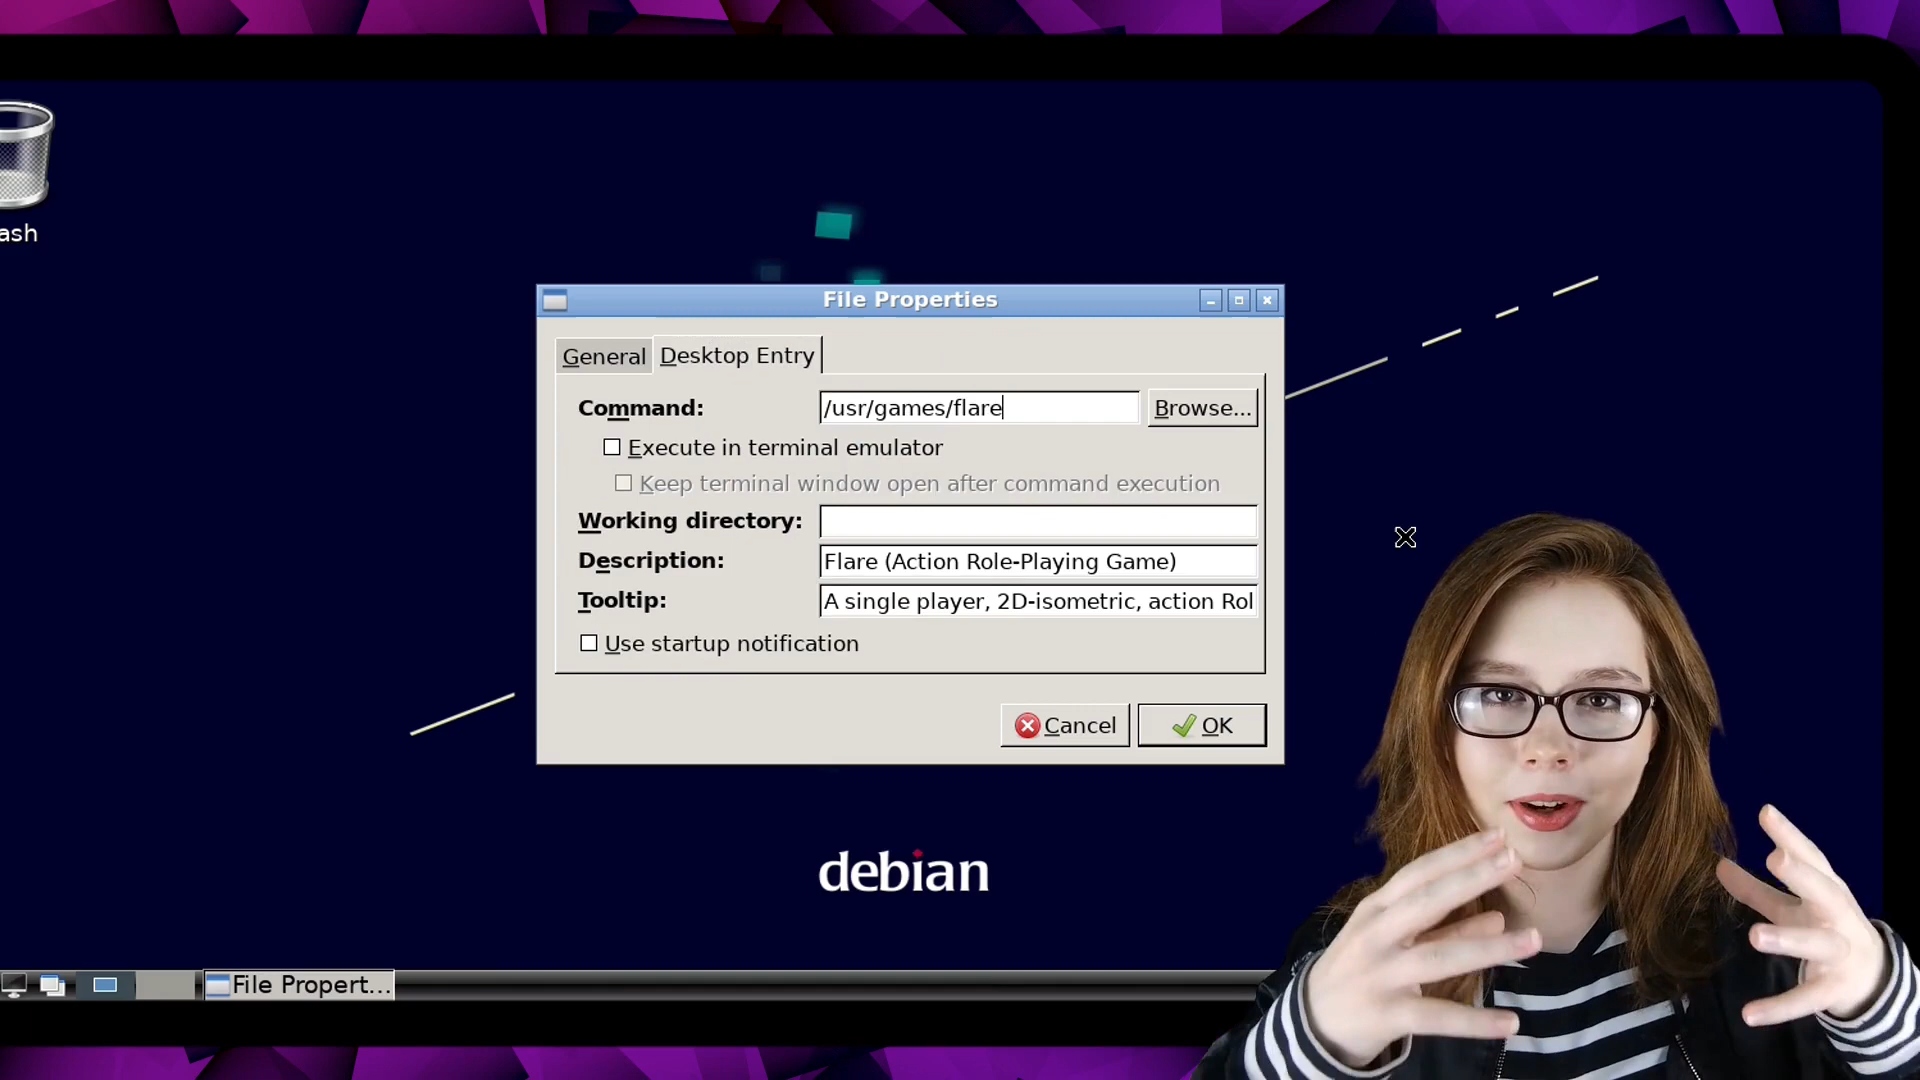 ash
File Properties
General
Desktop Entry
Command:
/usr/games/flare
Browse...
Execute in terminal emulator
Keep terminal window open after command execution
Working directory:
Description:
Flare (Action Role-Playing Game)
Tooltip:
A single player, 2D-isometric, action Rol
Use startup notification
Cancel
OK
debian
File Propert...